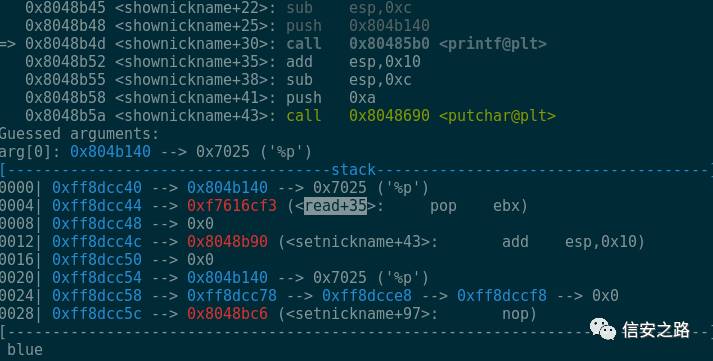 0x8048b45 <shownickname+22>: sub esp,0xc
0x8048b48 <shownickname+25>: push 0x804b140
=> 0x8048b4d <shownickname+30>: call 0x80485b0 <printf@plt>
0x8048b52 <shownickname+35>: add esp,0x10
0x8048b55 <shownickname+38>: sub esp,0xc
0x8048b58 <shownickname+41>: push 0xa
0x8048b5a <shownickname+43>: call 0x8048690 <putchar@plt>
Guessed arguments:
arg[0]: 0x804b140 --> 0x7025 ('%p')
[------------------------------------stack-------------------------------------]
0000| 0xff8dcc40 --> 0x804b140 --> 0x7025 ('%p')
0004| 0xff8dcc44 --> 0xf7616cf3 (<read+35>: pop ebx)
0008| 0xff8dcc48 --> 0x0
0012| 0xff8dcc4c --> 0x8048b90 (<setnickname+43>: add esp,0x10)
0016| 0xff8dcc50 --> 0x0
0020| 0xff8dcc54 --> 0x804b140 --> 0x7025 ('%p')
0024| 0xff8dcc58 --> 0xff8dcc78 --> 0xff8dcce8 --> 0xff8dccf8 --> 0x0
0028| 0xff8dcc5c --> 0x8048bc6 (<setnickname+97>: nop)
[------------------------------------------------------------------------------]
blue
信安之路